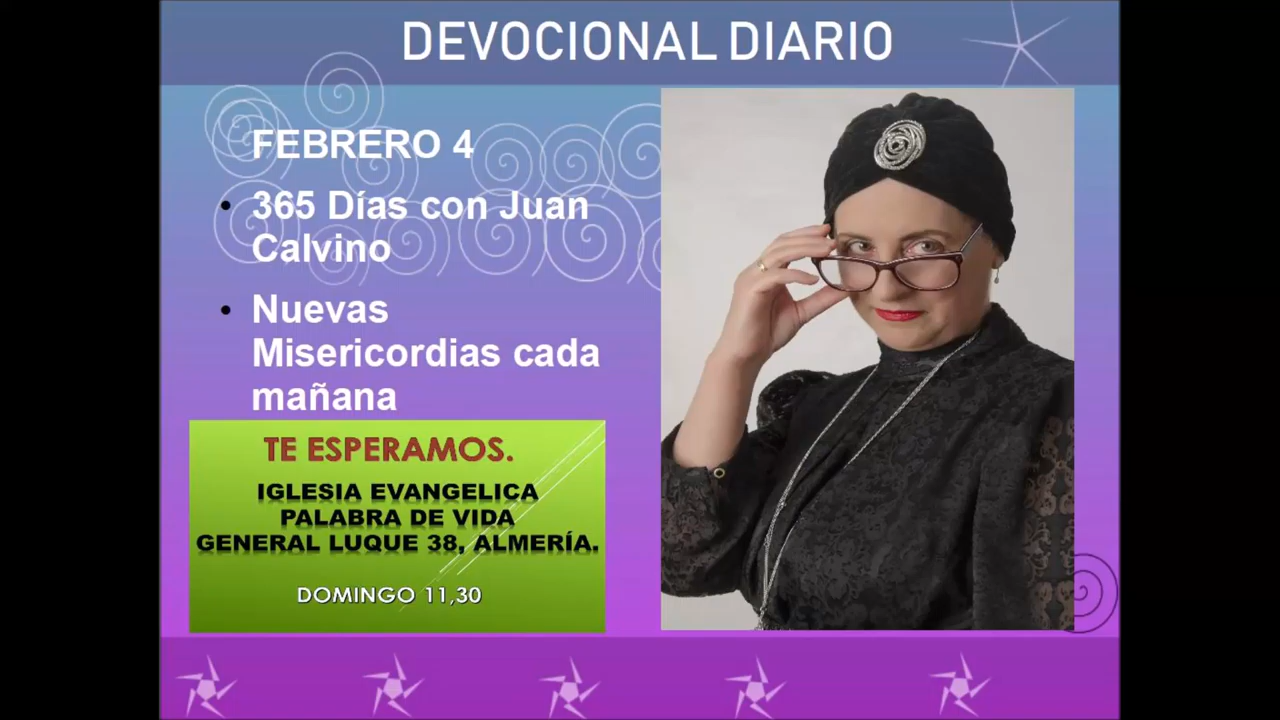 DEVOCIONAL DIARIO
FEBRERO 4
• 365 Días con Juan
Calvino
• Nuevas
Misericordias cada
mañana
TE ESPERAMOS.
IGLESIA EVANGELICA
PALABRA DE VIDA
GENERAL LUQUE 38, ALMERÍA.
DOMINGO 11,30